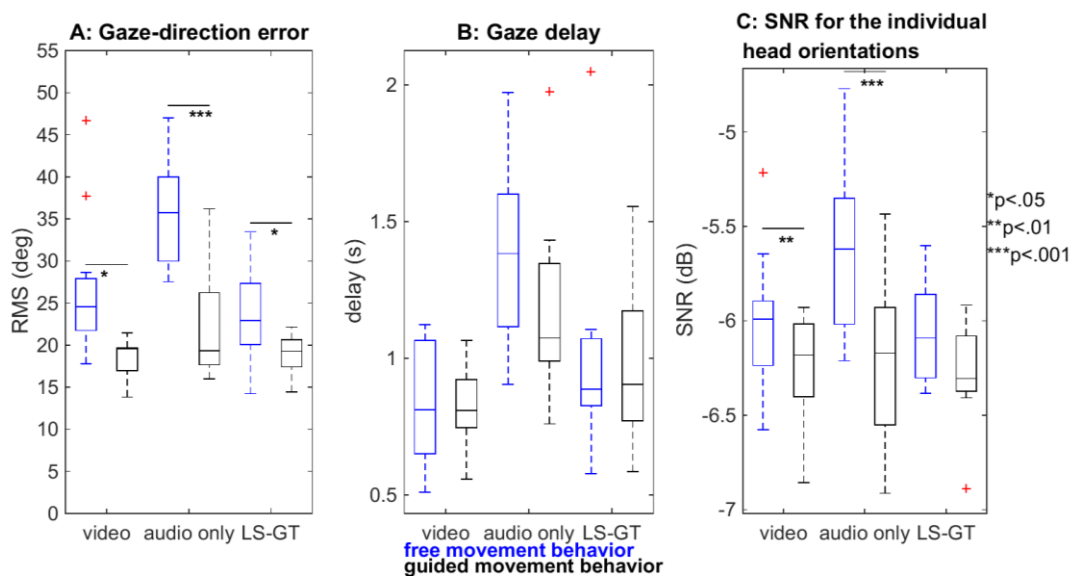 A: Gaze-direction error
B: Gaze delay
C: SNR for the individual
head orientations
RMS (deg)
55
50
45
40
35
30
25
20
15
10
5
0
***
*
*
video audio only LS-GT
delay (s)
2
1.5
1
0.5
video audio only LS-GT
free movement behavior
guided movement behavior
SNR (dB)
-5
-5.5
-6
-6.5
-7
***
**
video audio only LS-GT
*p<.05
**p<.01
***p<.001